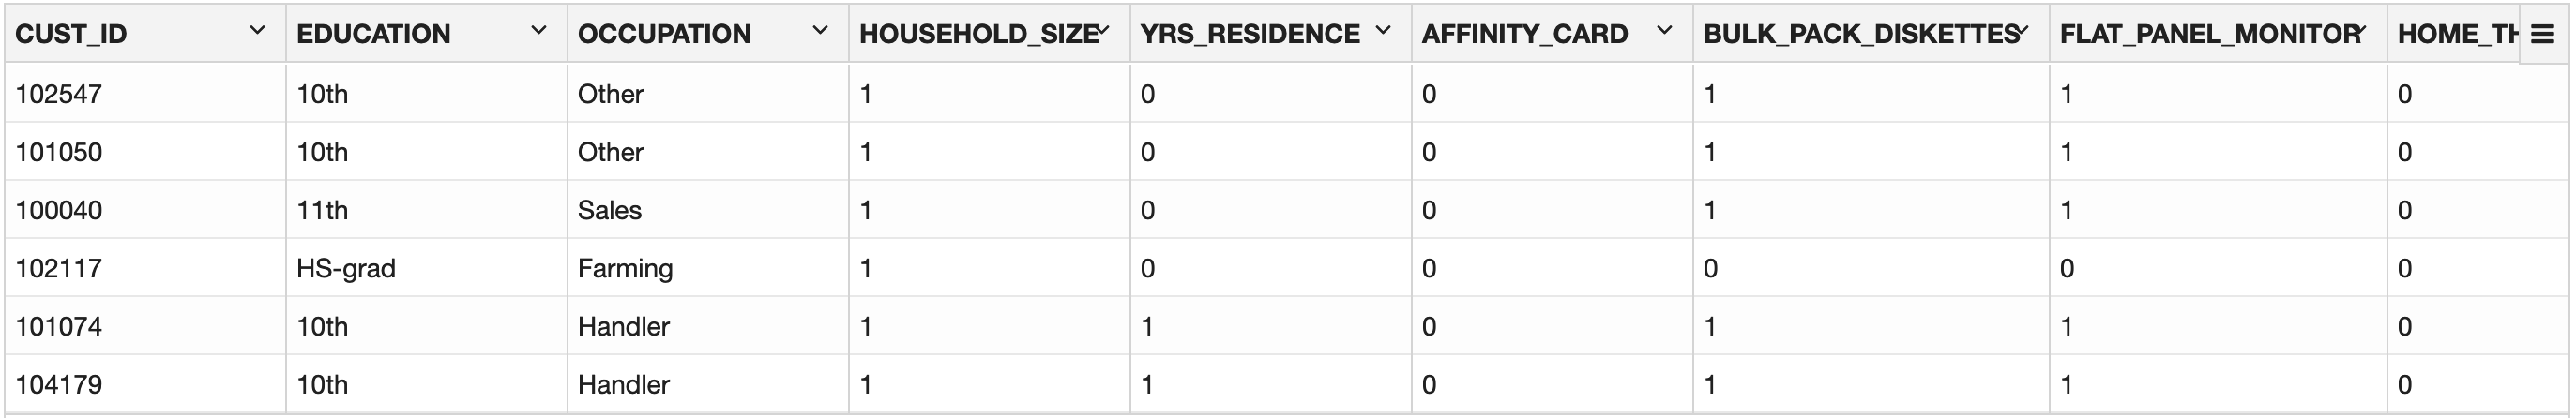 CUST_ID EDUCATION OCCUPATION HOUSEHOLD_SIZE YRS_RESIDENCE AFFINITY_CARD BULK_PACK_DISKETTES FLAT_PANEL_MONITOR HOME_TH
102547 10th Other 1 0 0 1 1 0
101050 10th Other 1 0 0 1 1 0
100040 11th Sales 1 0 0 1 1 0
102117 HS-grad Farming 1 0 0 0 0 0
101074 10th Handler 1 1 0 1 1 0
104179 10th Handler 1 1 0 1 1 0